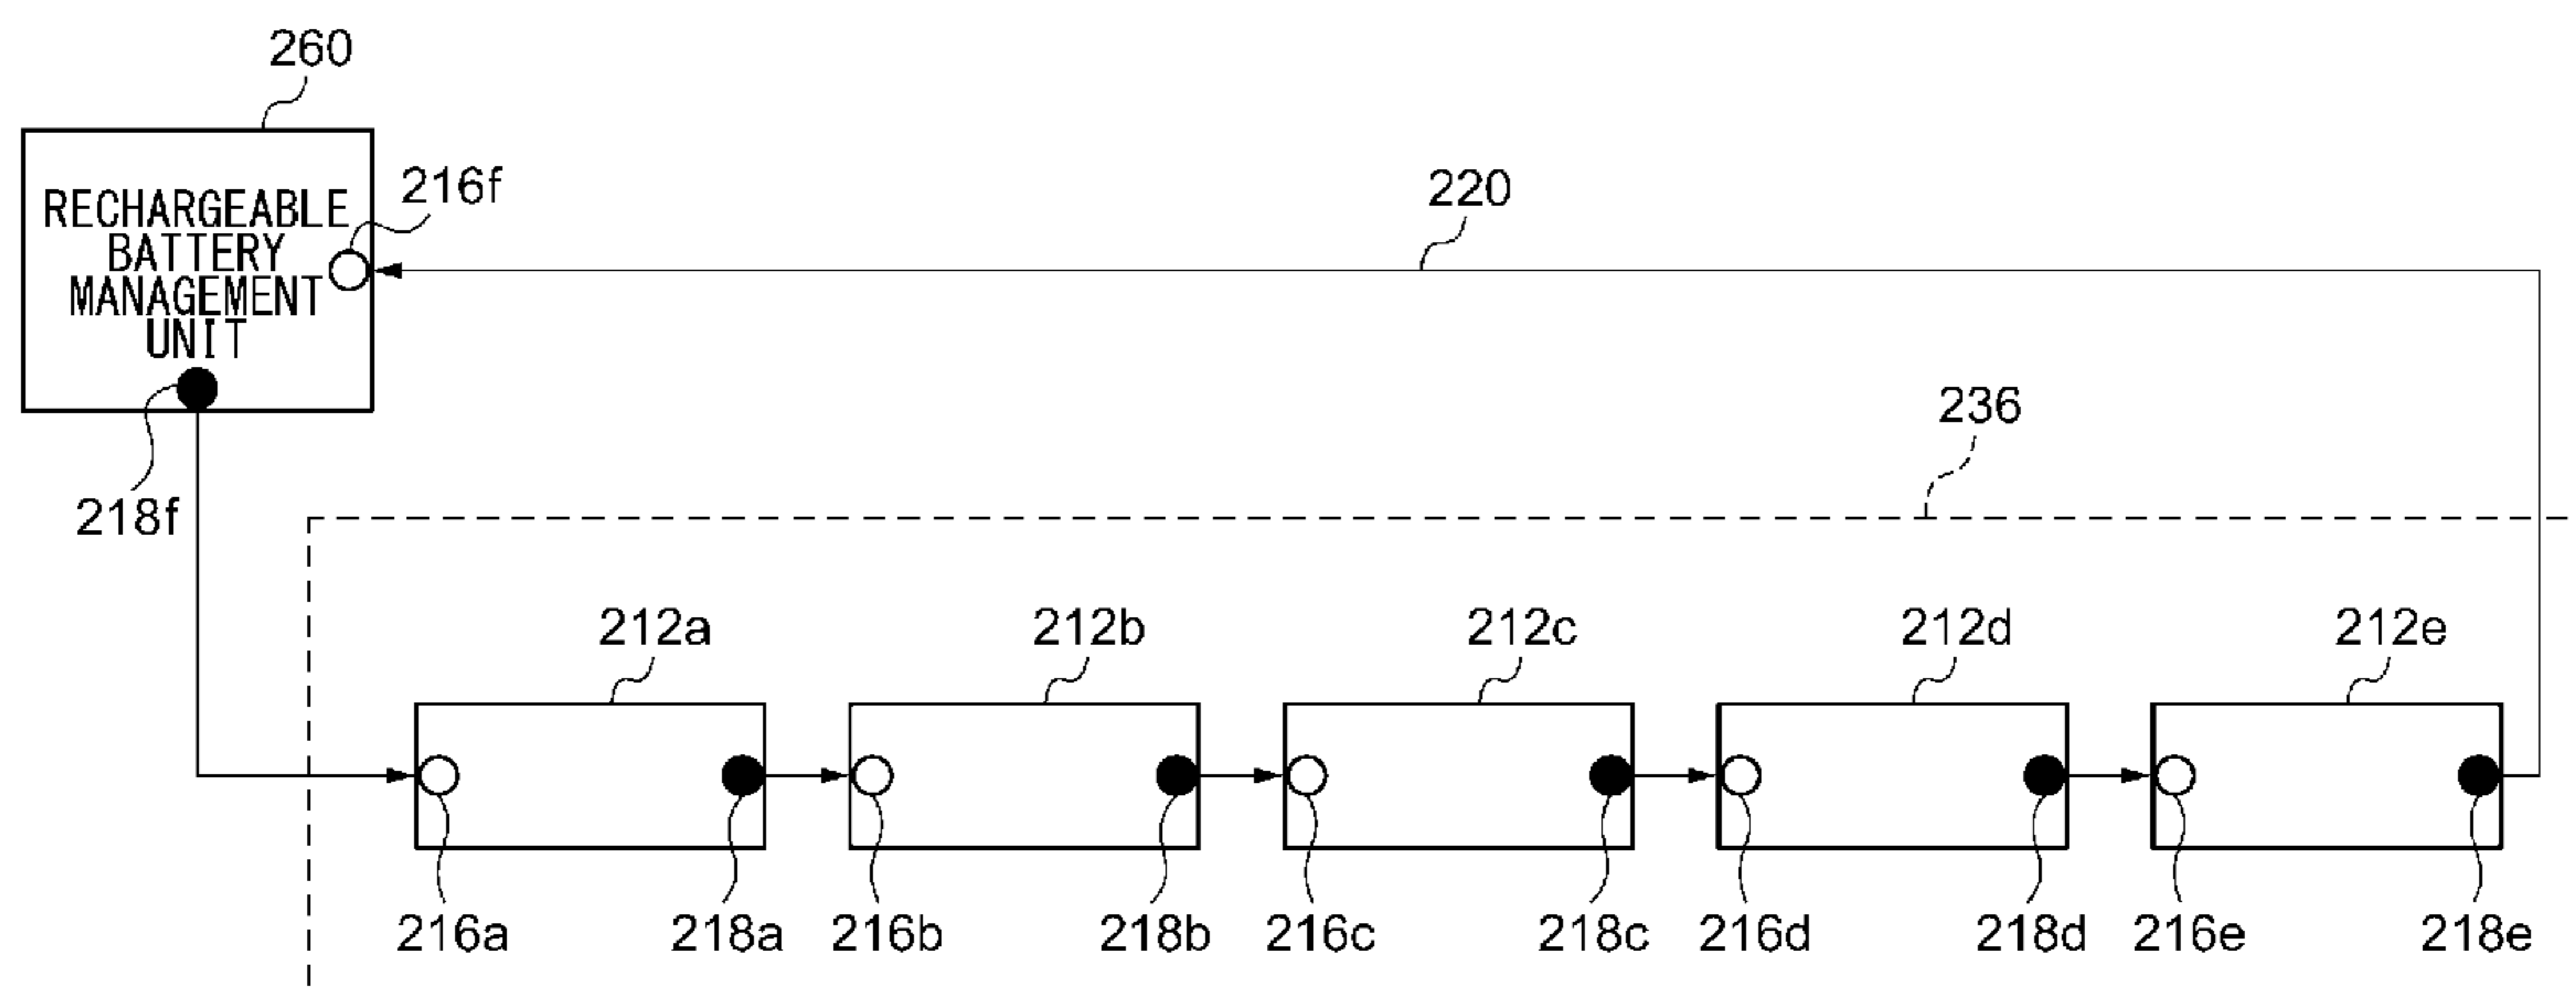 260
RECHARGEABLE
BATTERY
MANAGEMENT
UNIT
216f
220
218f
236
212a
212b
212c
212d
212e
216a
218a
216b
218b
216c
218c
216d
218d
216e
218e